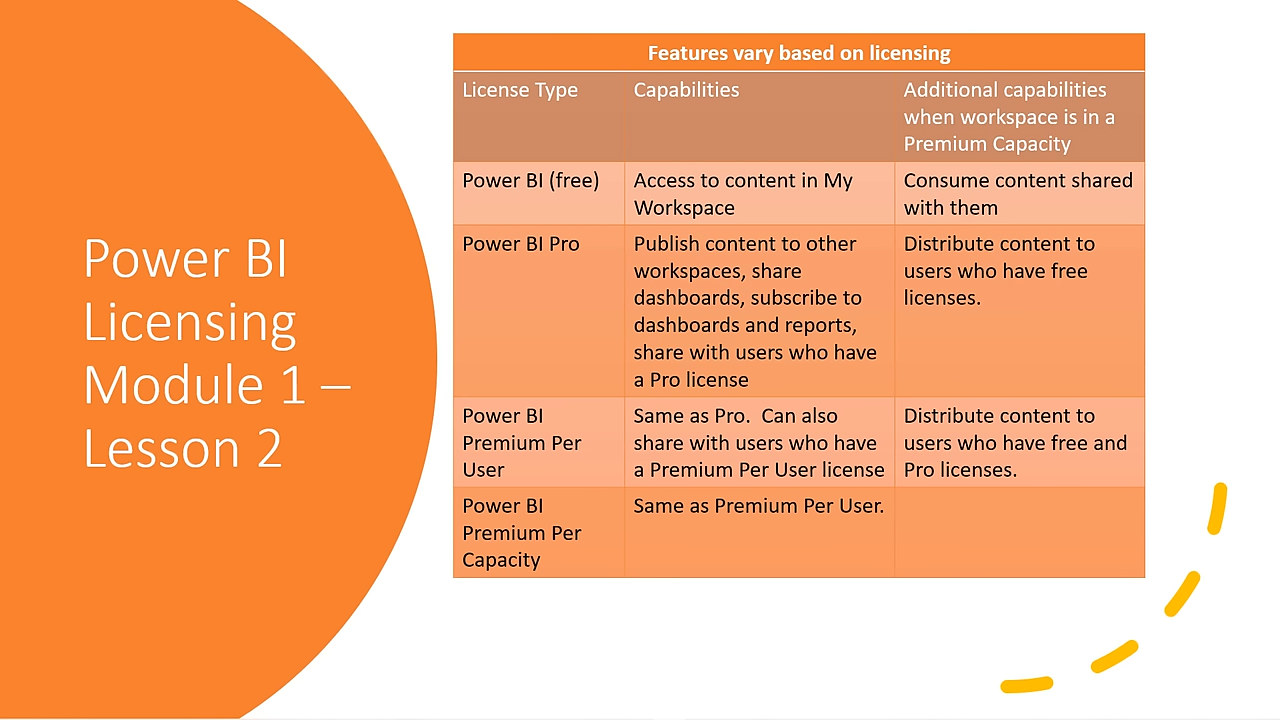 Power BI
Licensing
Module 1 –
Lesson 2
Features vary based on licensing
License Type
Capabilities
Additional capabilities
when workspace is in a
Premium Capacity
Power BI (free)
Access to content in My
Workspace
Consume content shared
with them
Power BI Pro
Publish content to other
workspaces, share
dashboards, subscribe to
dashboards and reports,
share with users who have
a Pro license
Distribute content to
users who have free
licenses.
Power BI
Premium Per
User
Same as Pro.  Can also
share with users who have
a Premium Per User license
Distribute content to
users who have free and
Pro licenses.
Power BI
Premium Per
Capacity
Same as Premium Per User.